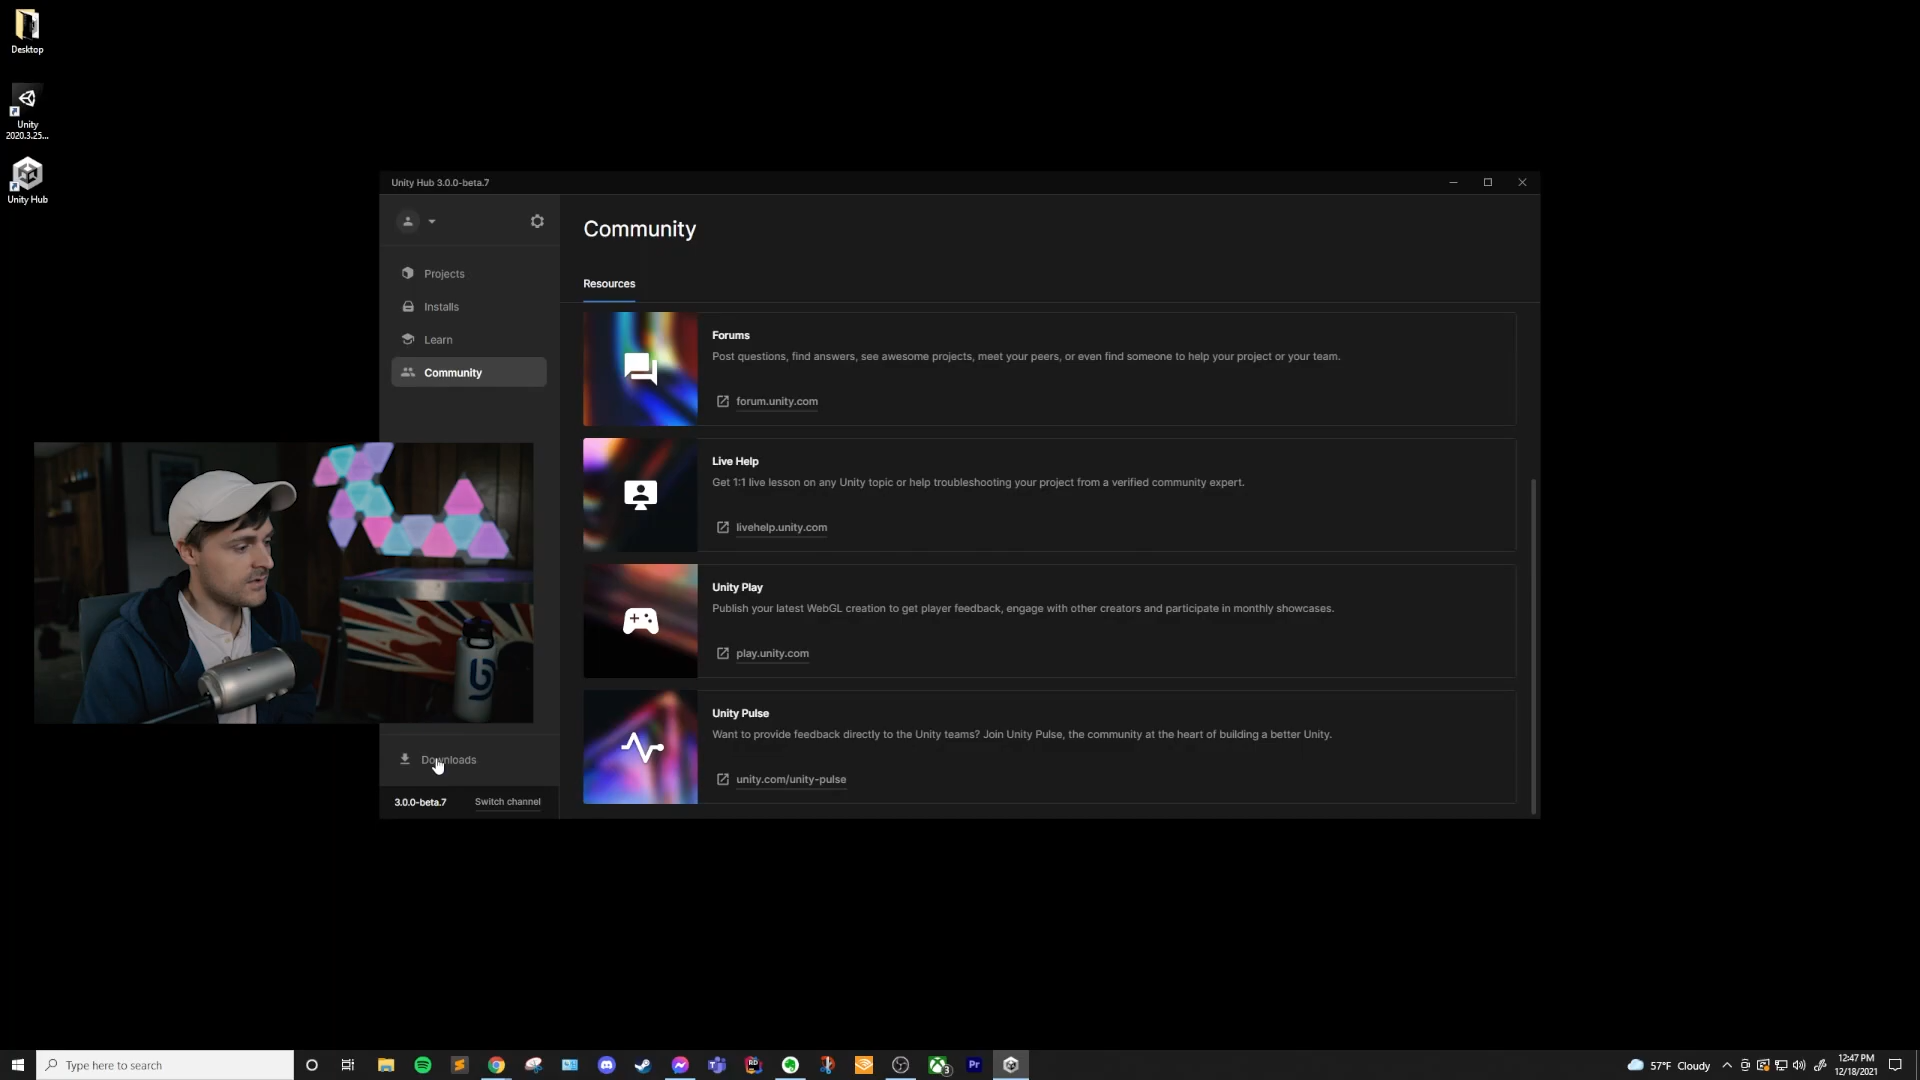 Desktop
Unity
2020.3.25...
Unity Hub
Unity Hub 3.0.0-beta.7
Projects
Installs
Learn
Community
Downloads
3.0.0-beta.7
Switch channel
Community
Resources
Forums
Post questions, find answers, see awesome projects, meet your peers, or even find someone to help your project or your team.
forum.unity.com
Live Help
Get 1:1 live lesson on any Unity topic or help troubleshooting your project from a verified community expert.
livehelp.unity.com
Unity Play
Publish your latest WebGL creation to get player feedback, engage with other creators and participate in monthly showcases.
play.unity.com
Unity Pulse
Want to provide feedback directly to the Unity teams? Join Unity Pulse, the community at the heart of building a better Unity.
unity.com/unity-pulse
Type here to search
RD
3
Pr
57°F Cloudy
12:47 PM
12/18/2021